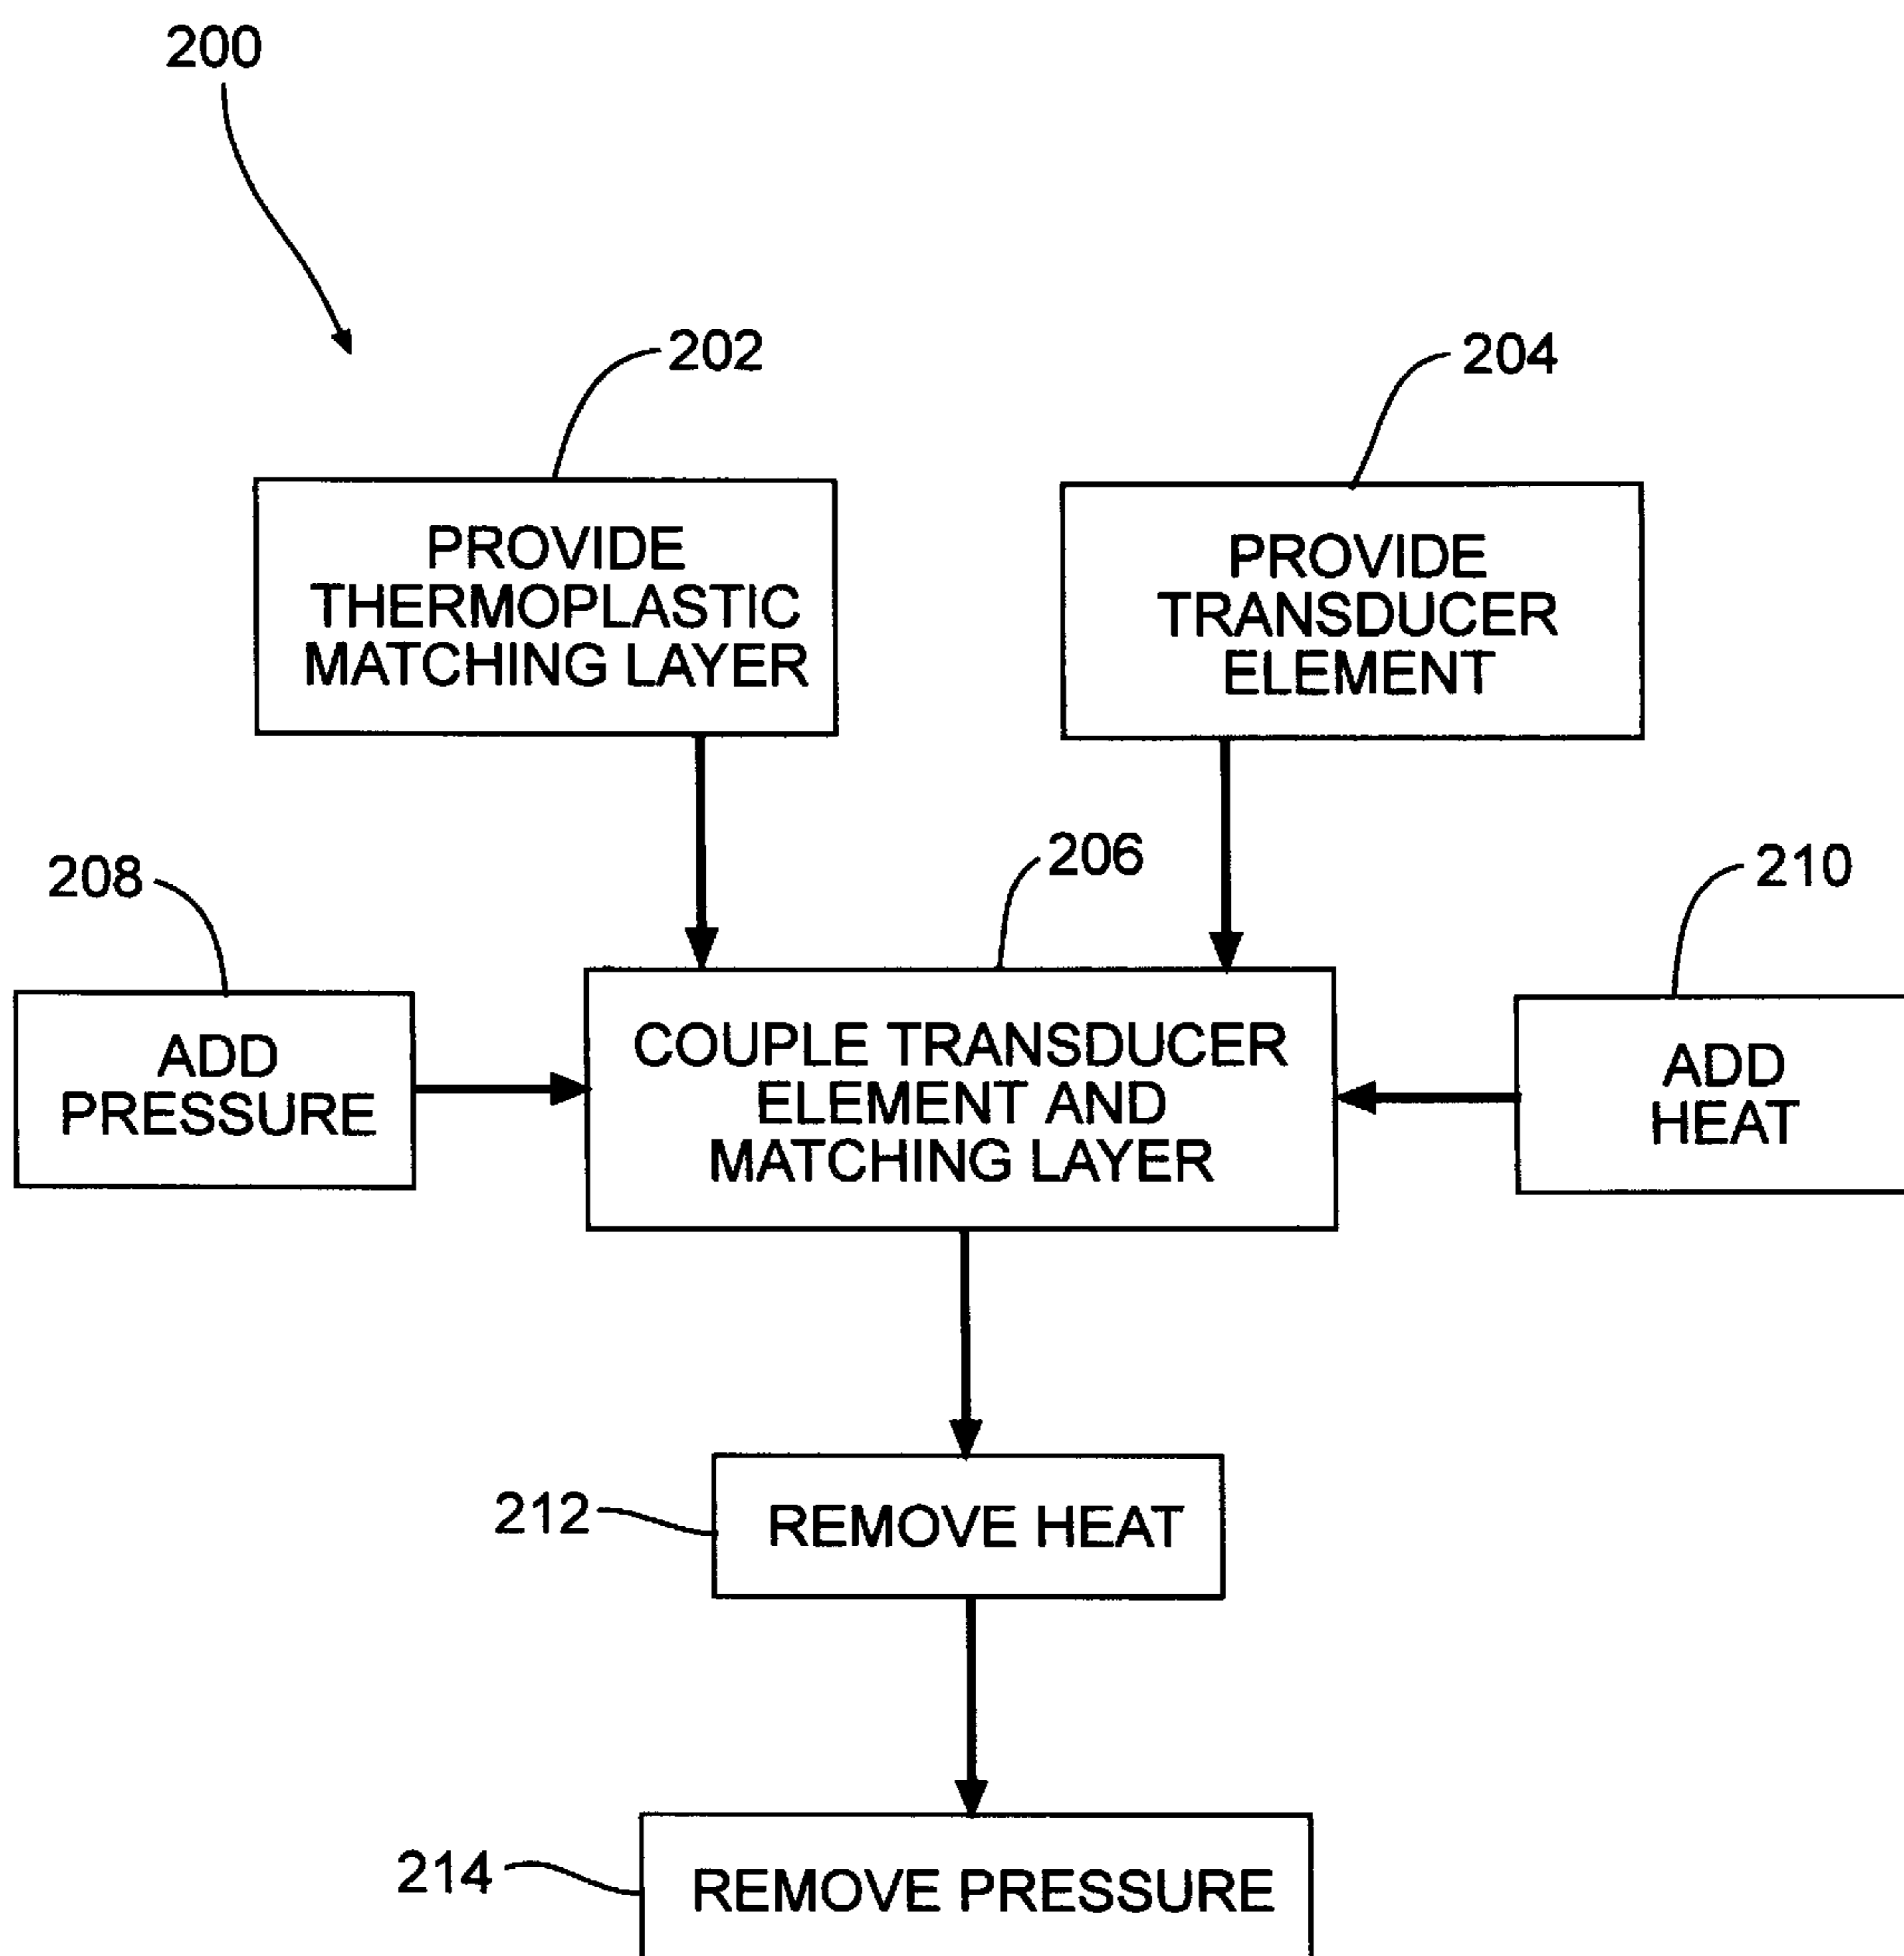 200
202
204
PROVIDE
THERMOPLASTIC
MATCHING LAYER
PROVIDE
TRANSDUCER
ELEMENT
208
206
210
ADD
PRESSURE
COUPLE TRANSDUCER
ELEMENT AND
MATCHING LAYER
ADD
HEAT
212
REMOVE HEAT
214
REMOVE PRESSURE